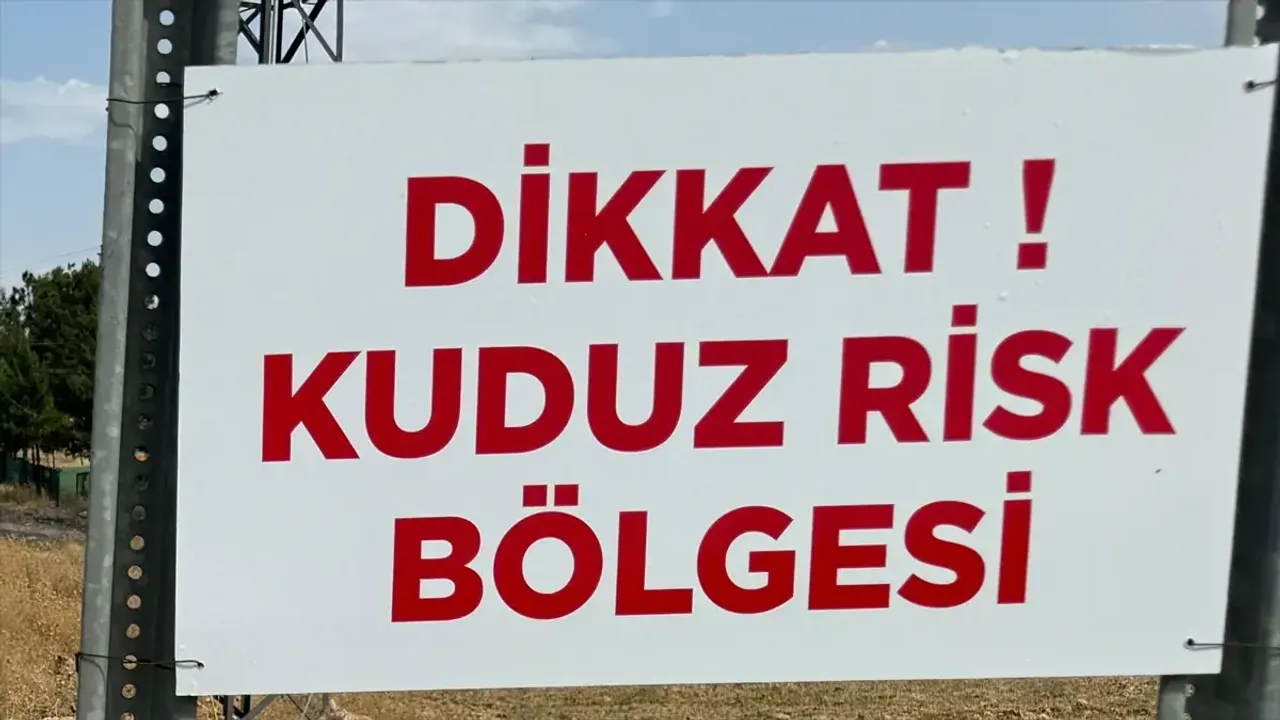 DİKKAT !
KUDUZ RİSK
BÖLGESİ